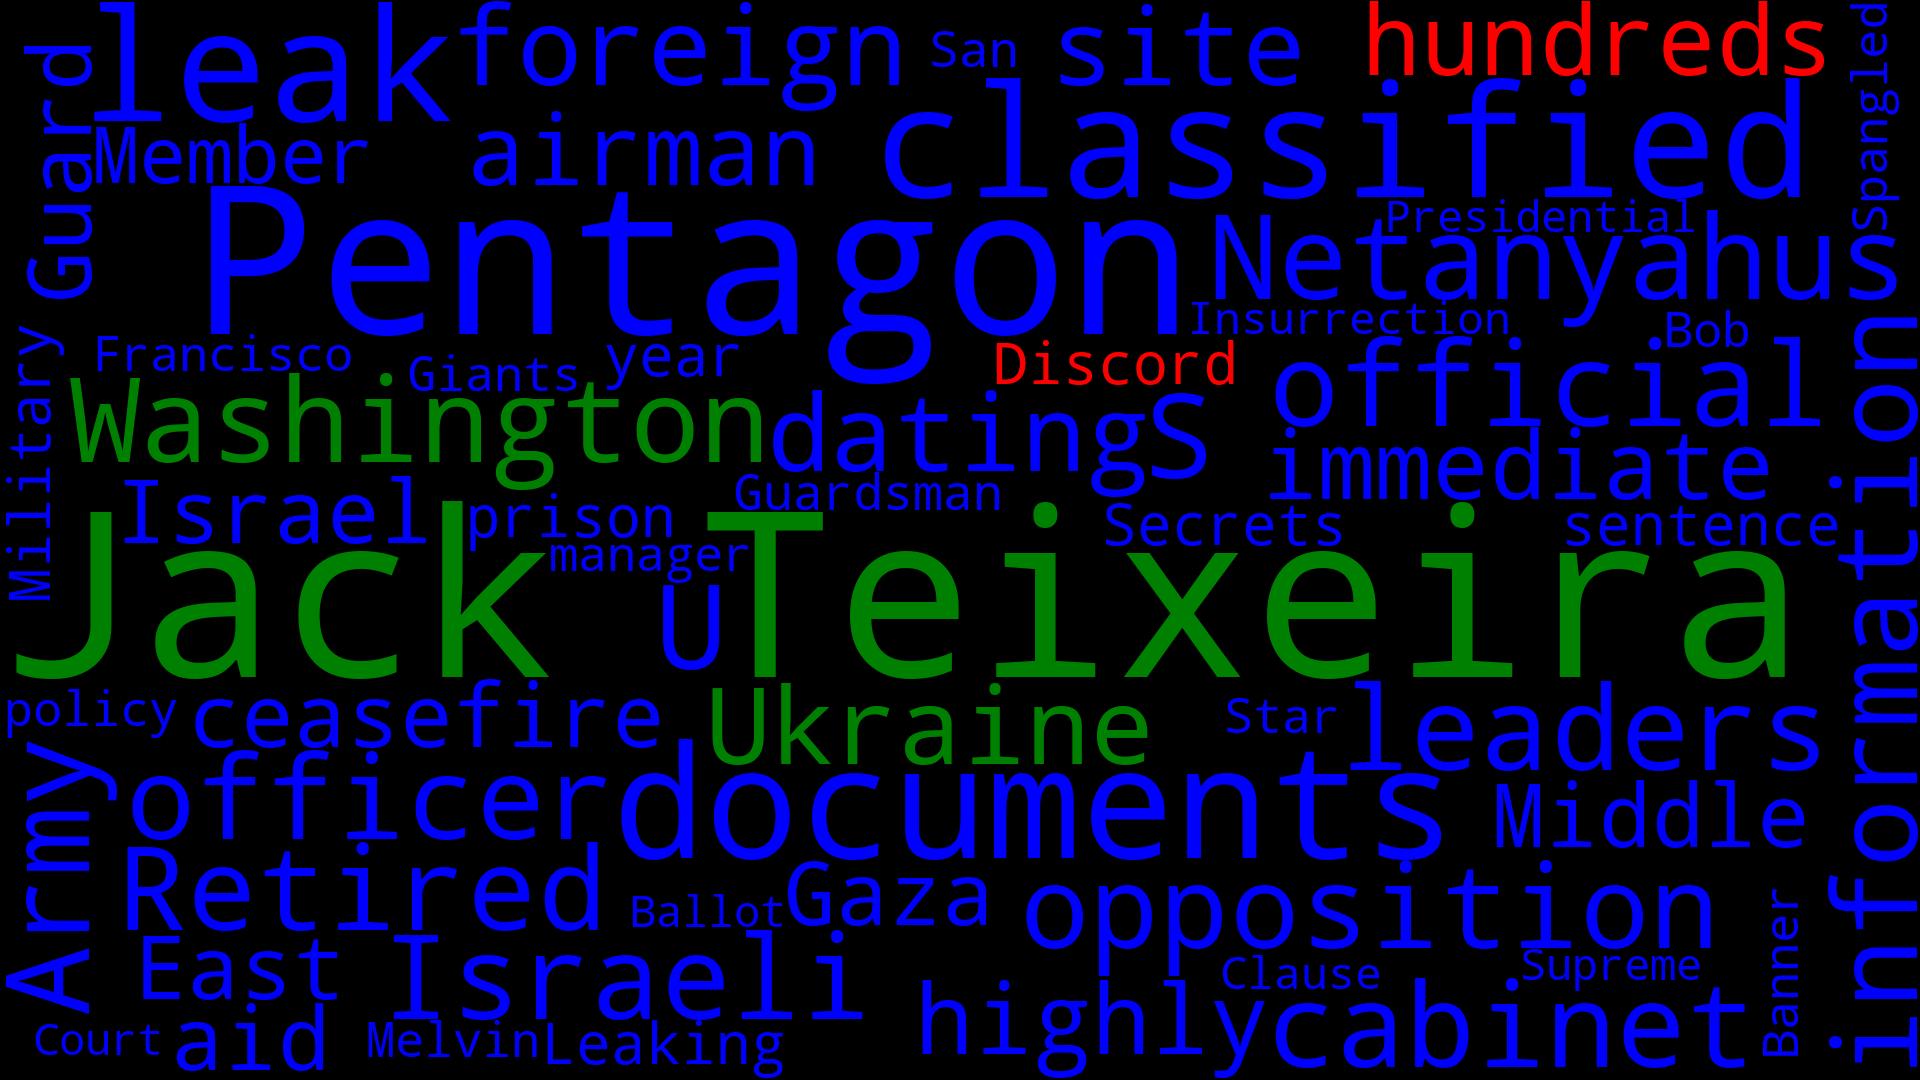 leak foreign San site hundreds
Guard Member airman classified Spangled
Pentagon Presidential Netanyahus
Insurrection Bob
Military Francisco Giants year Discord official information
Washington dating S immediate
Israel prison Guardsman Secrets sentence
manager
Jack Teixeira
U
policy ceasefire Ukraine Star leaders
Army officer documents Middle
Retired Ballot Gaza opposition
East Israeli Clause Supreme Banner
Court aid Melvin Leaking highly cabinet